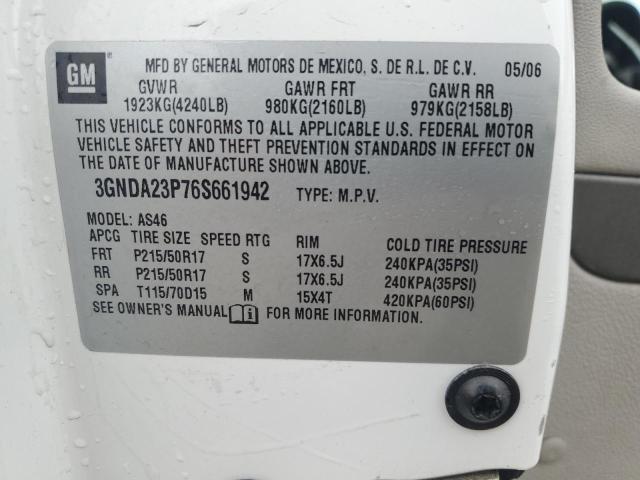 GM
MFD BY GENERAL MOTORS DE MEXICO, S. DE R.L. DE C.V. 05/06
GVWR GAWR FRT GAWR RR
1923KG(4240LB) 980KG(2160LB) 979KG(2158LB)
THIS VEHICLE CONFORMS TO ALL APPLICABLE U.S. FEDERAL MOTOR
VEHICLE SAFETY AND THEFT PREVENTION STANDARDS IN EFFECT ON
THE DATE OF MANUFACTURE SHOWN ABOVE.
3GNDA23P76S661942 TYPE: M.P.V.
MODEL: AS46
APCG TIRE SIZE SPEED RTG RIM COLD TIRE PRESSURE
FRT P215/50R17 S 17X6.5J 240KPA(35PSI)
RR P215/50R17 S 17X6.5J 240KPA(35PSI)
SPA T115/70D15 M 15X4T 420KPA(60PSI)
SEE OWNER'S MANUAL i FOR MORE INFORMATION.